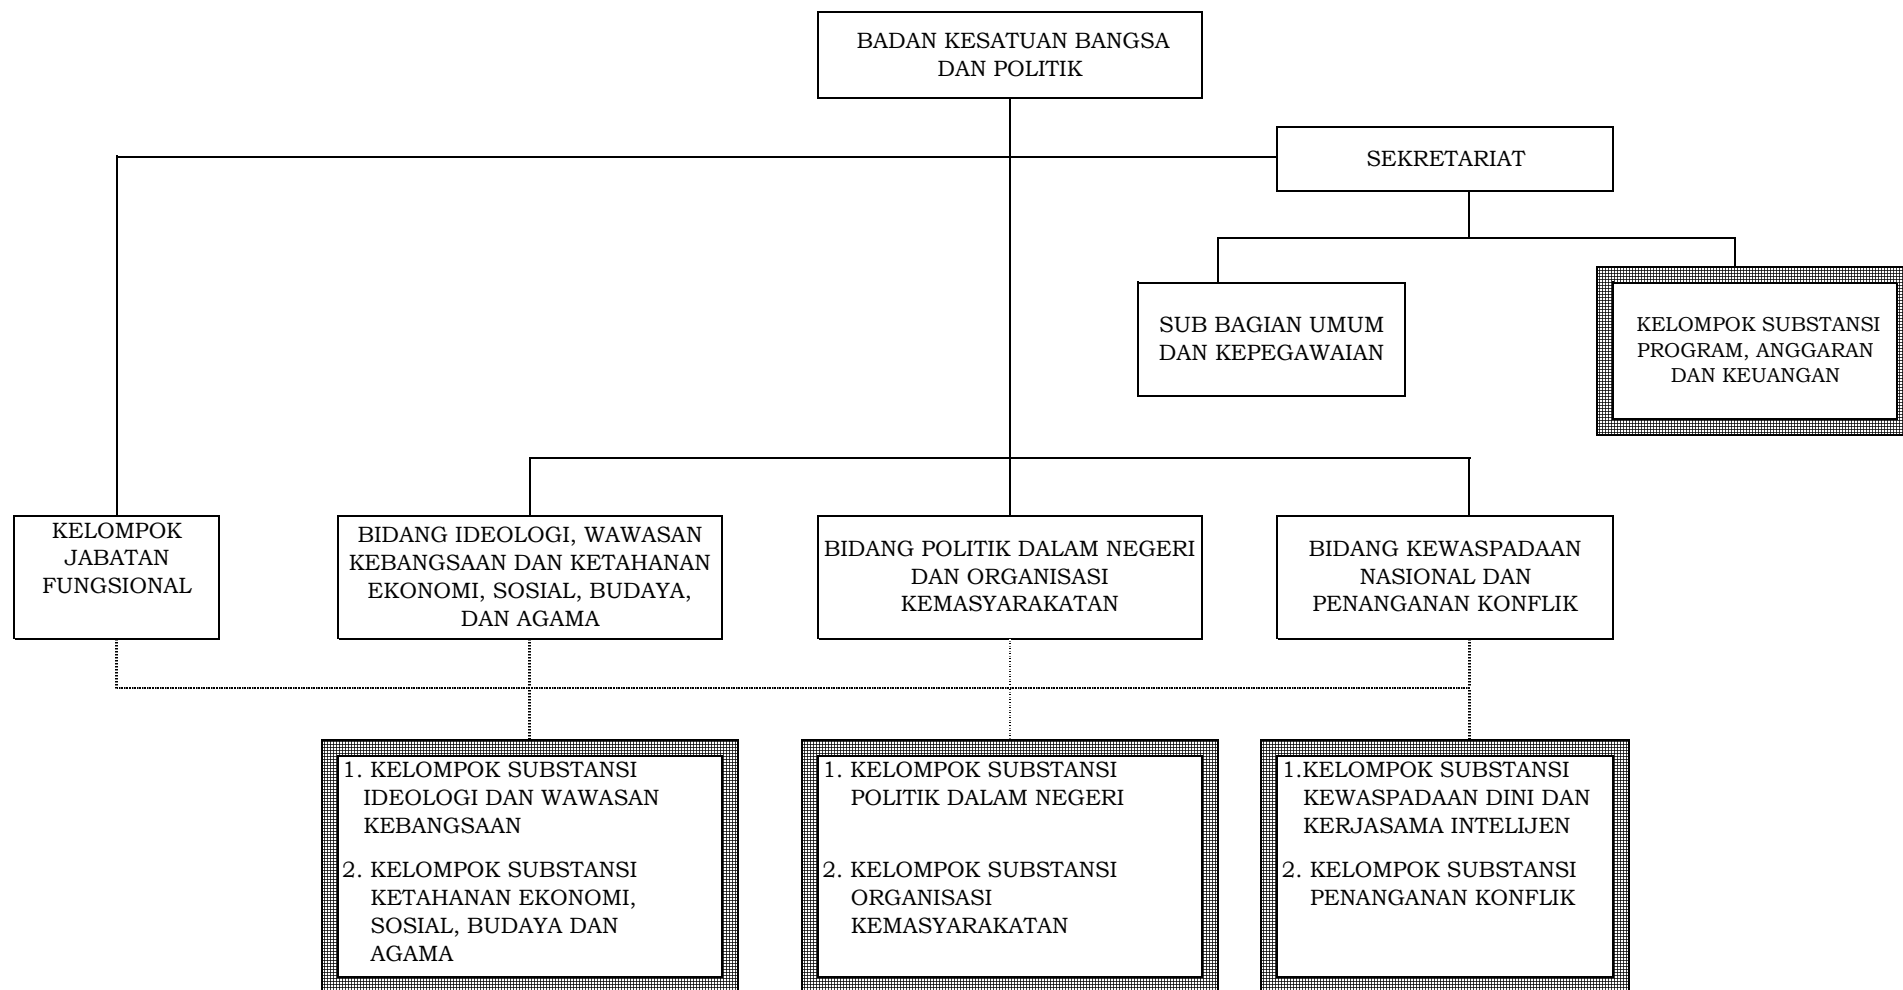 BADAN KESATUAN BANGSA
DAN POLITIK
SEKRETARIAT
SUB BAGIAN UMUM
DAN KEPEGAWAIAN
KELOMPOK SUBSTANSI
PROGRAM, ANGGARAN
DAN KEUANGAN
KELOMPOK
JABATAN
FUNGSIONAL
BIDANG IDEOLOGI, WAWASAN
KEBANGSAAN DAN KETAHANAN
EKONOMI, SOSIAL, BUDAYA,
DAN AGAMA
BIDANG POLITIK DALAM NEGERI
DAN ORGANISASI
KEMASYARAKATAN
BIDANG KEWASPADAAN
NASIONAL DAN
PENANGANAN KONFLIK
1. KELOMPOK SUBSTANSI
IDEOLOGI DAN WAWASAN
KEBANGSAAN
2. KELOMPOK SUBSTANSI
KETAHANAN EKONOMI,
SOSIAL, BUDAYA DAN
AGAMA
1. KELOMPOK SUBSTANSI
POLITIK DALAM NEGERI
2. KELOMPOK SUBSTANSI
ORGANISASI
KEMASYARAKATAN
1.KELOMPOK SUBSTANSI
KEWASPADAAN DINI DAN
KERJASAMA INTELIJEN
2. KELOMPOK SUBSTANSI
PENANGANAN KONFLIK